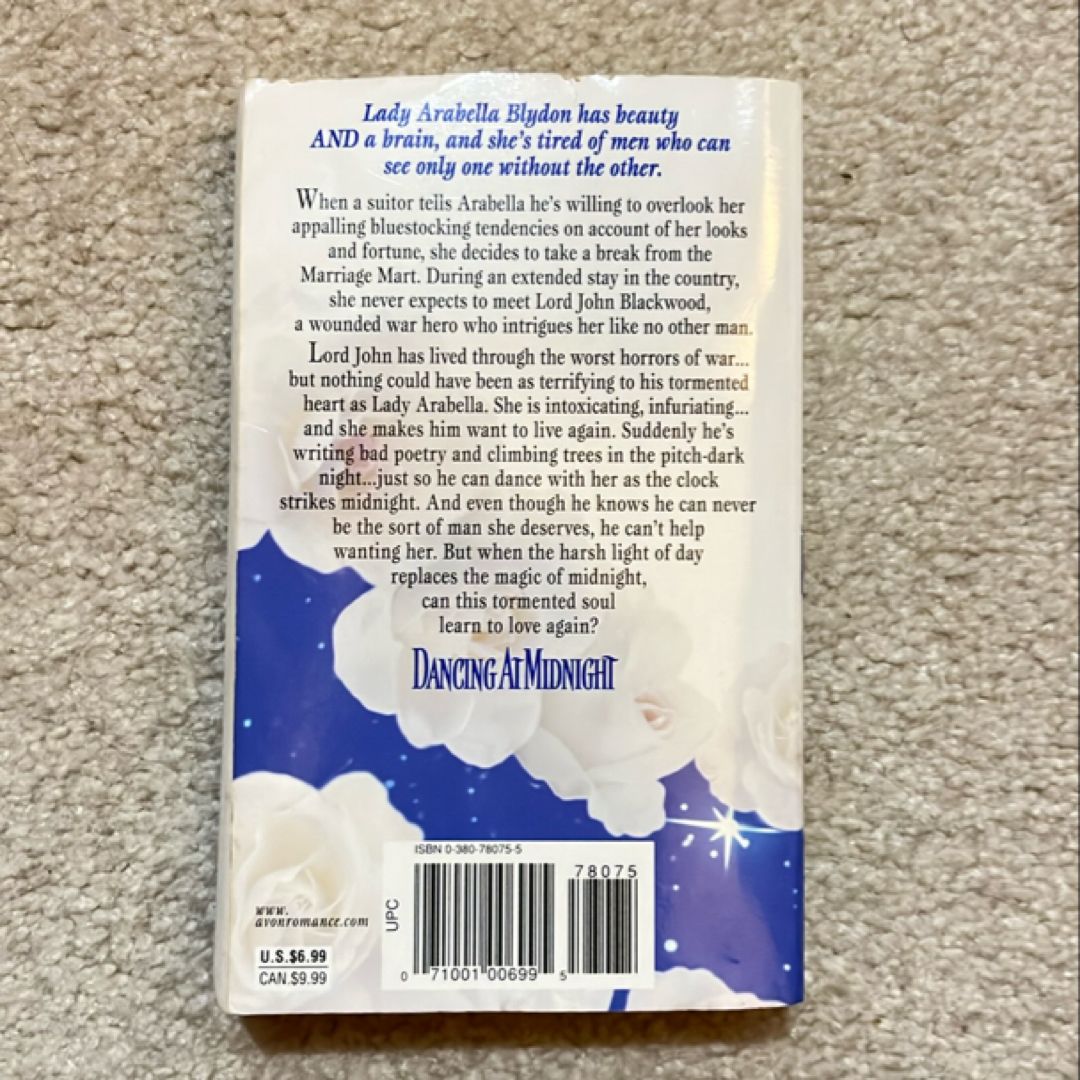 Lady Arabella Blydon has beauty
AND a brain, and she's tired of men who can
see only one without the other.
When a suitor tells Arabella he's willing to overlook her
appalling bluestocking tendencies on account of her looks
and fortune, she decides to take a break from the
Marriage Mart. During an extended stay in the country,
she never expects to meet Lord John Blackwood,
a wounded war hero who intrigues her like no other man.
Lord John has lived through the worst horrors of war...
but nothing could have been as terrifying to his tormented
heart as Lady Arabella. She is intoxicating, infuriating...
and she makes him want to live again. Suddenly he's
writing bad poetry and climbing trees in the pitch-dark
night...just so he can dance with her as the clock
strikes midnight. And even though he knows he can never
be the sort of man she deserves, he can't help
wanting her. But when the harsh light of day
replaces the magic of midnight,
can this tormented soul
learn to love again?
DANCING AT MIDNIGHT
ISBN 0-380-78075-5
78075
UPC
0 71001 00699 5
www.
avonromance.com
U.S.$6.99
CAN.$9.99